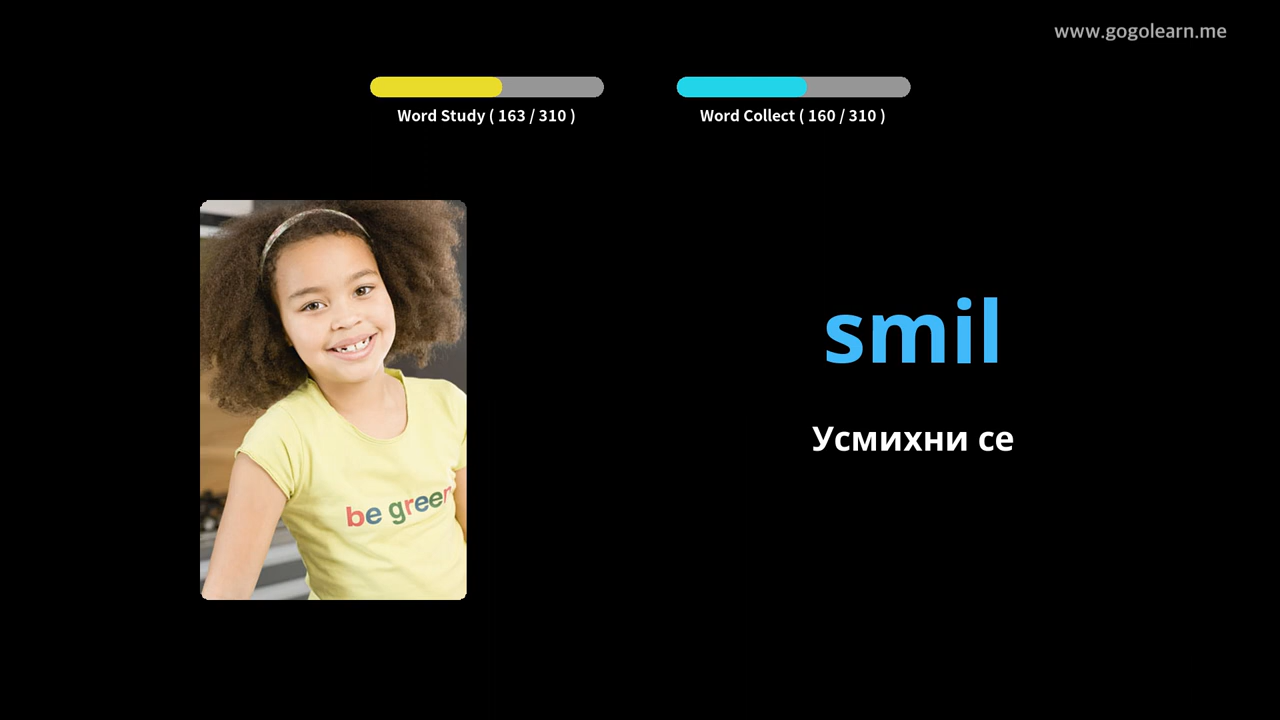 www.gogolearn.me
Word Study ( 163 / 310 )
Word Collect ( 160 / 310 )
smil
Усмихни се
be green